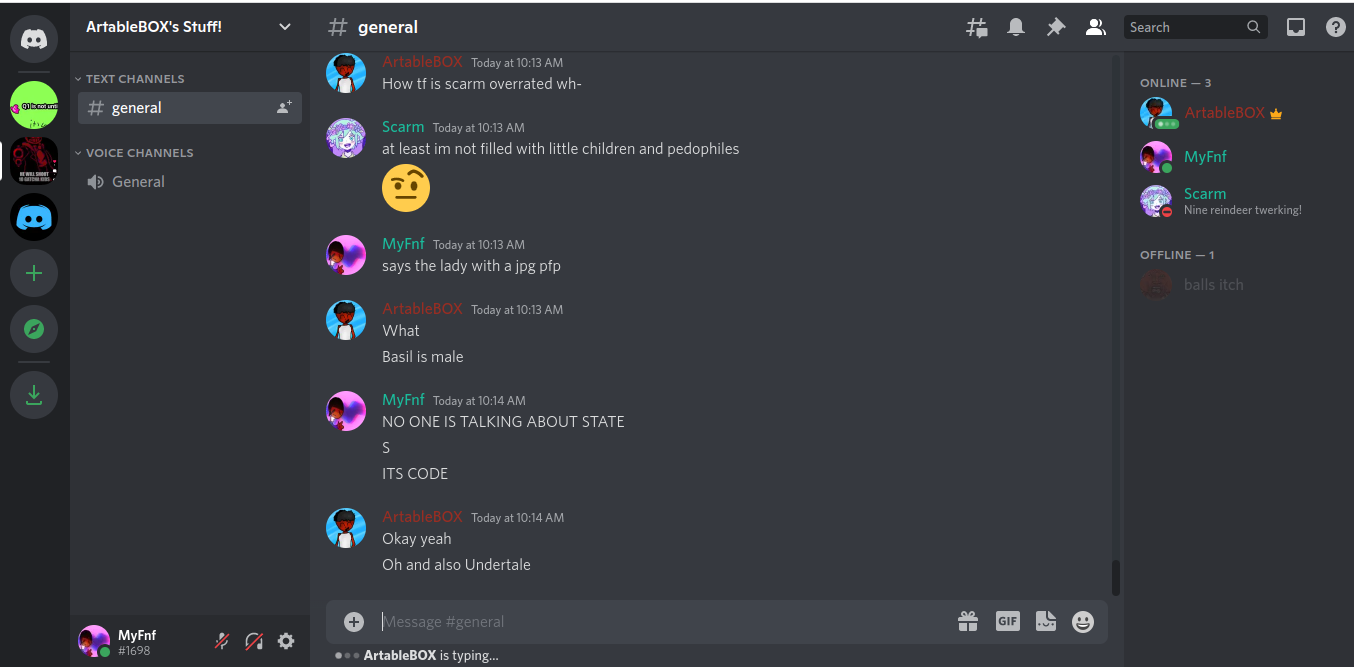 ArtableBOX's Stuff!
TEXT CHANNELS
general
VOICE CHANNELS
General
MyFnf
#1698
general
Search
ArtableBOX Today at 10:13 AM
How tf is scarm overrated wh-
Scarm Today at 10:13 AM
at least im not filled with little children and pedophiles
MyFnf Today at 10:13 AM
says the lady with a jpg pfp
ArtableBOX Today at 10:13 AM
What
Basil is male
MyFnf Today at 10:14 AM
NO ONE IS TALKING ABOUT STATE
S
ITS CODE
ArtableBOX Today at 10:14 AM
Okay yeah
Oh and also Undertale
Message #general
GIF
ArtableBOX is typing...
ONLINE — 3
ArtableBOX
MyFnf
Scarm
Nine reindeer twerking!
OFFLINE — 1
balls itch